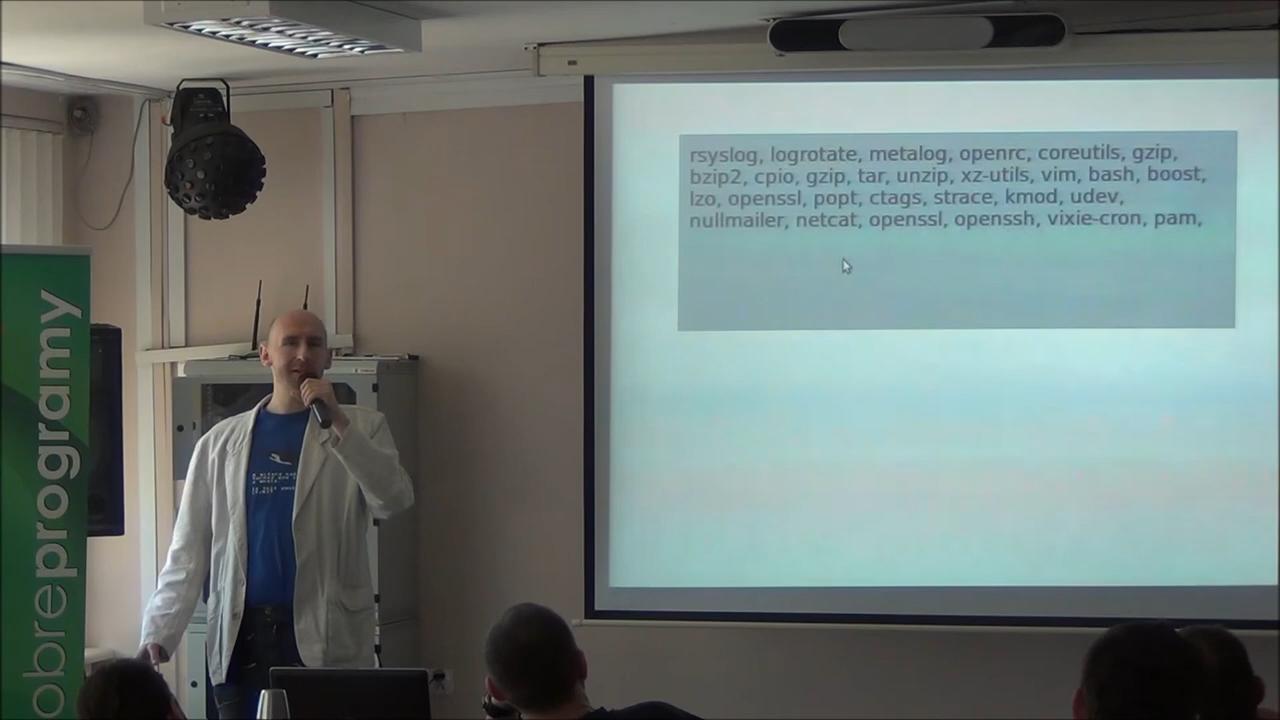 rsyslog, logrotate, metalog, openrc, coreutils, gzip,
bzip2, cpio, gzip, tar, unzip, xz-utils, vim, bash, boost,
lzo, openssl, popt, ctags, strace, kmod, udev,
nullmailer, netcat, openssl, openssh, vixie-cron, pam,
obreprogramy